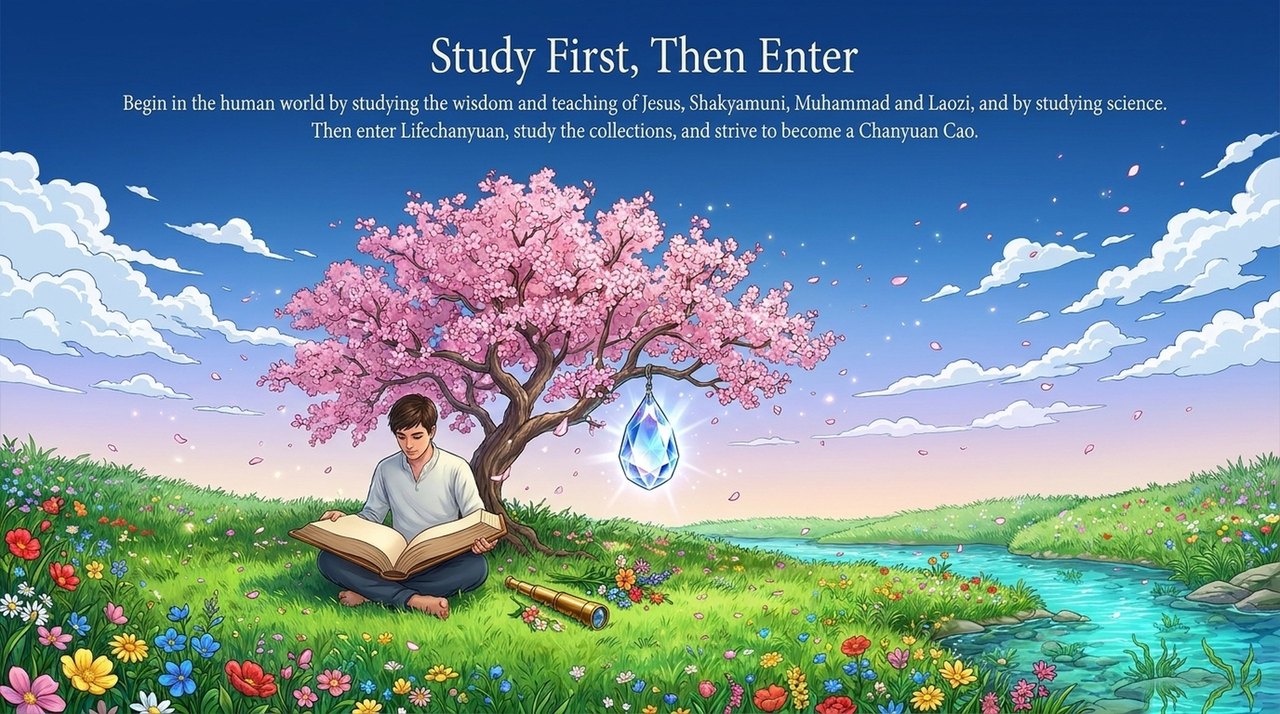 Study First, Then Enter
Begin in the human world by studying the wisdom and teaching of Jesus, Shakyamuni, Muhammad and Laozi, and by studying science.
Then enter Lifechanyuan, study the collections, and strive to become a Chanyuan Cao.